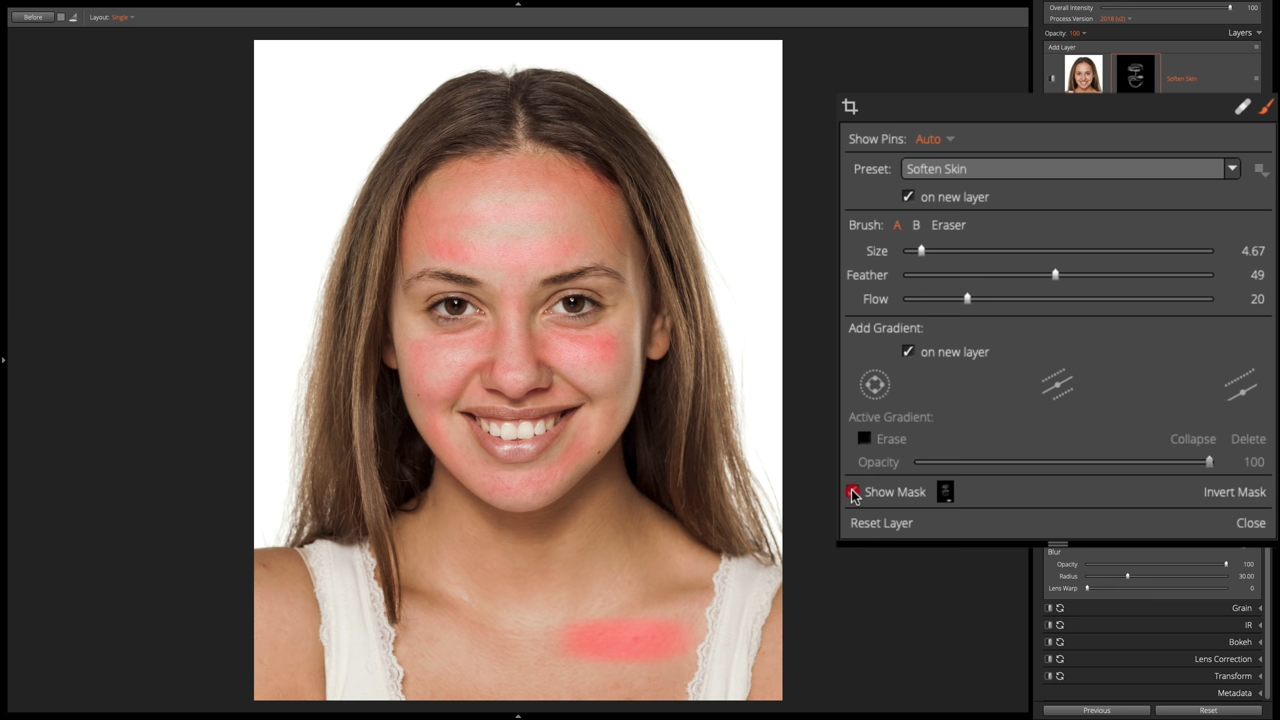 Before
Layout: Single
Overall Intensity 100
Process Version 2018 (v2)
Opacity: 100 Layers
Add Layer
Soften Skin
Show Pins: Auto
Preset: Soften Skin
on new layer
Brush: A B Eraser
Size 4.67
Feather 49
Flow 20
Add Gradient:
on new layer
Active Gradient:
Erase Collapse Delete
Opacity 100
Show Mask Invert Mask
Reset Layer Close
Blur
Opacity 100
Radius 30.00
Lens Warp 0
Grain
IR
Bokeh
Lens Correction
Transform
Metadata
Previous Reset